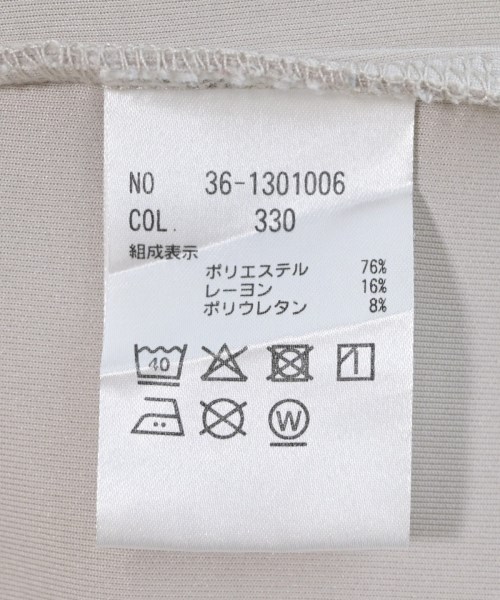 NO 36-1301006
COL. 330
組成表示
ポリエステル 76%
レーヨン 16%
ポリウレタン 8%
40
W